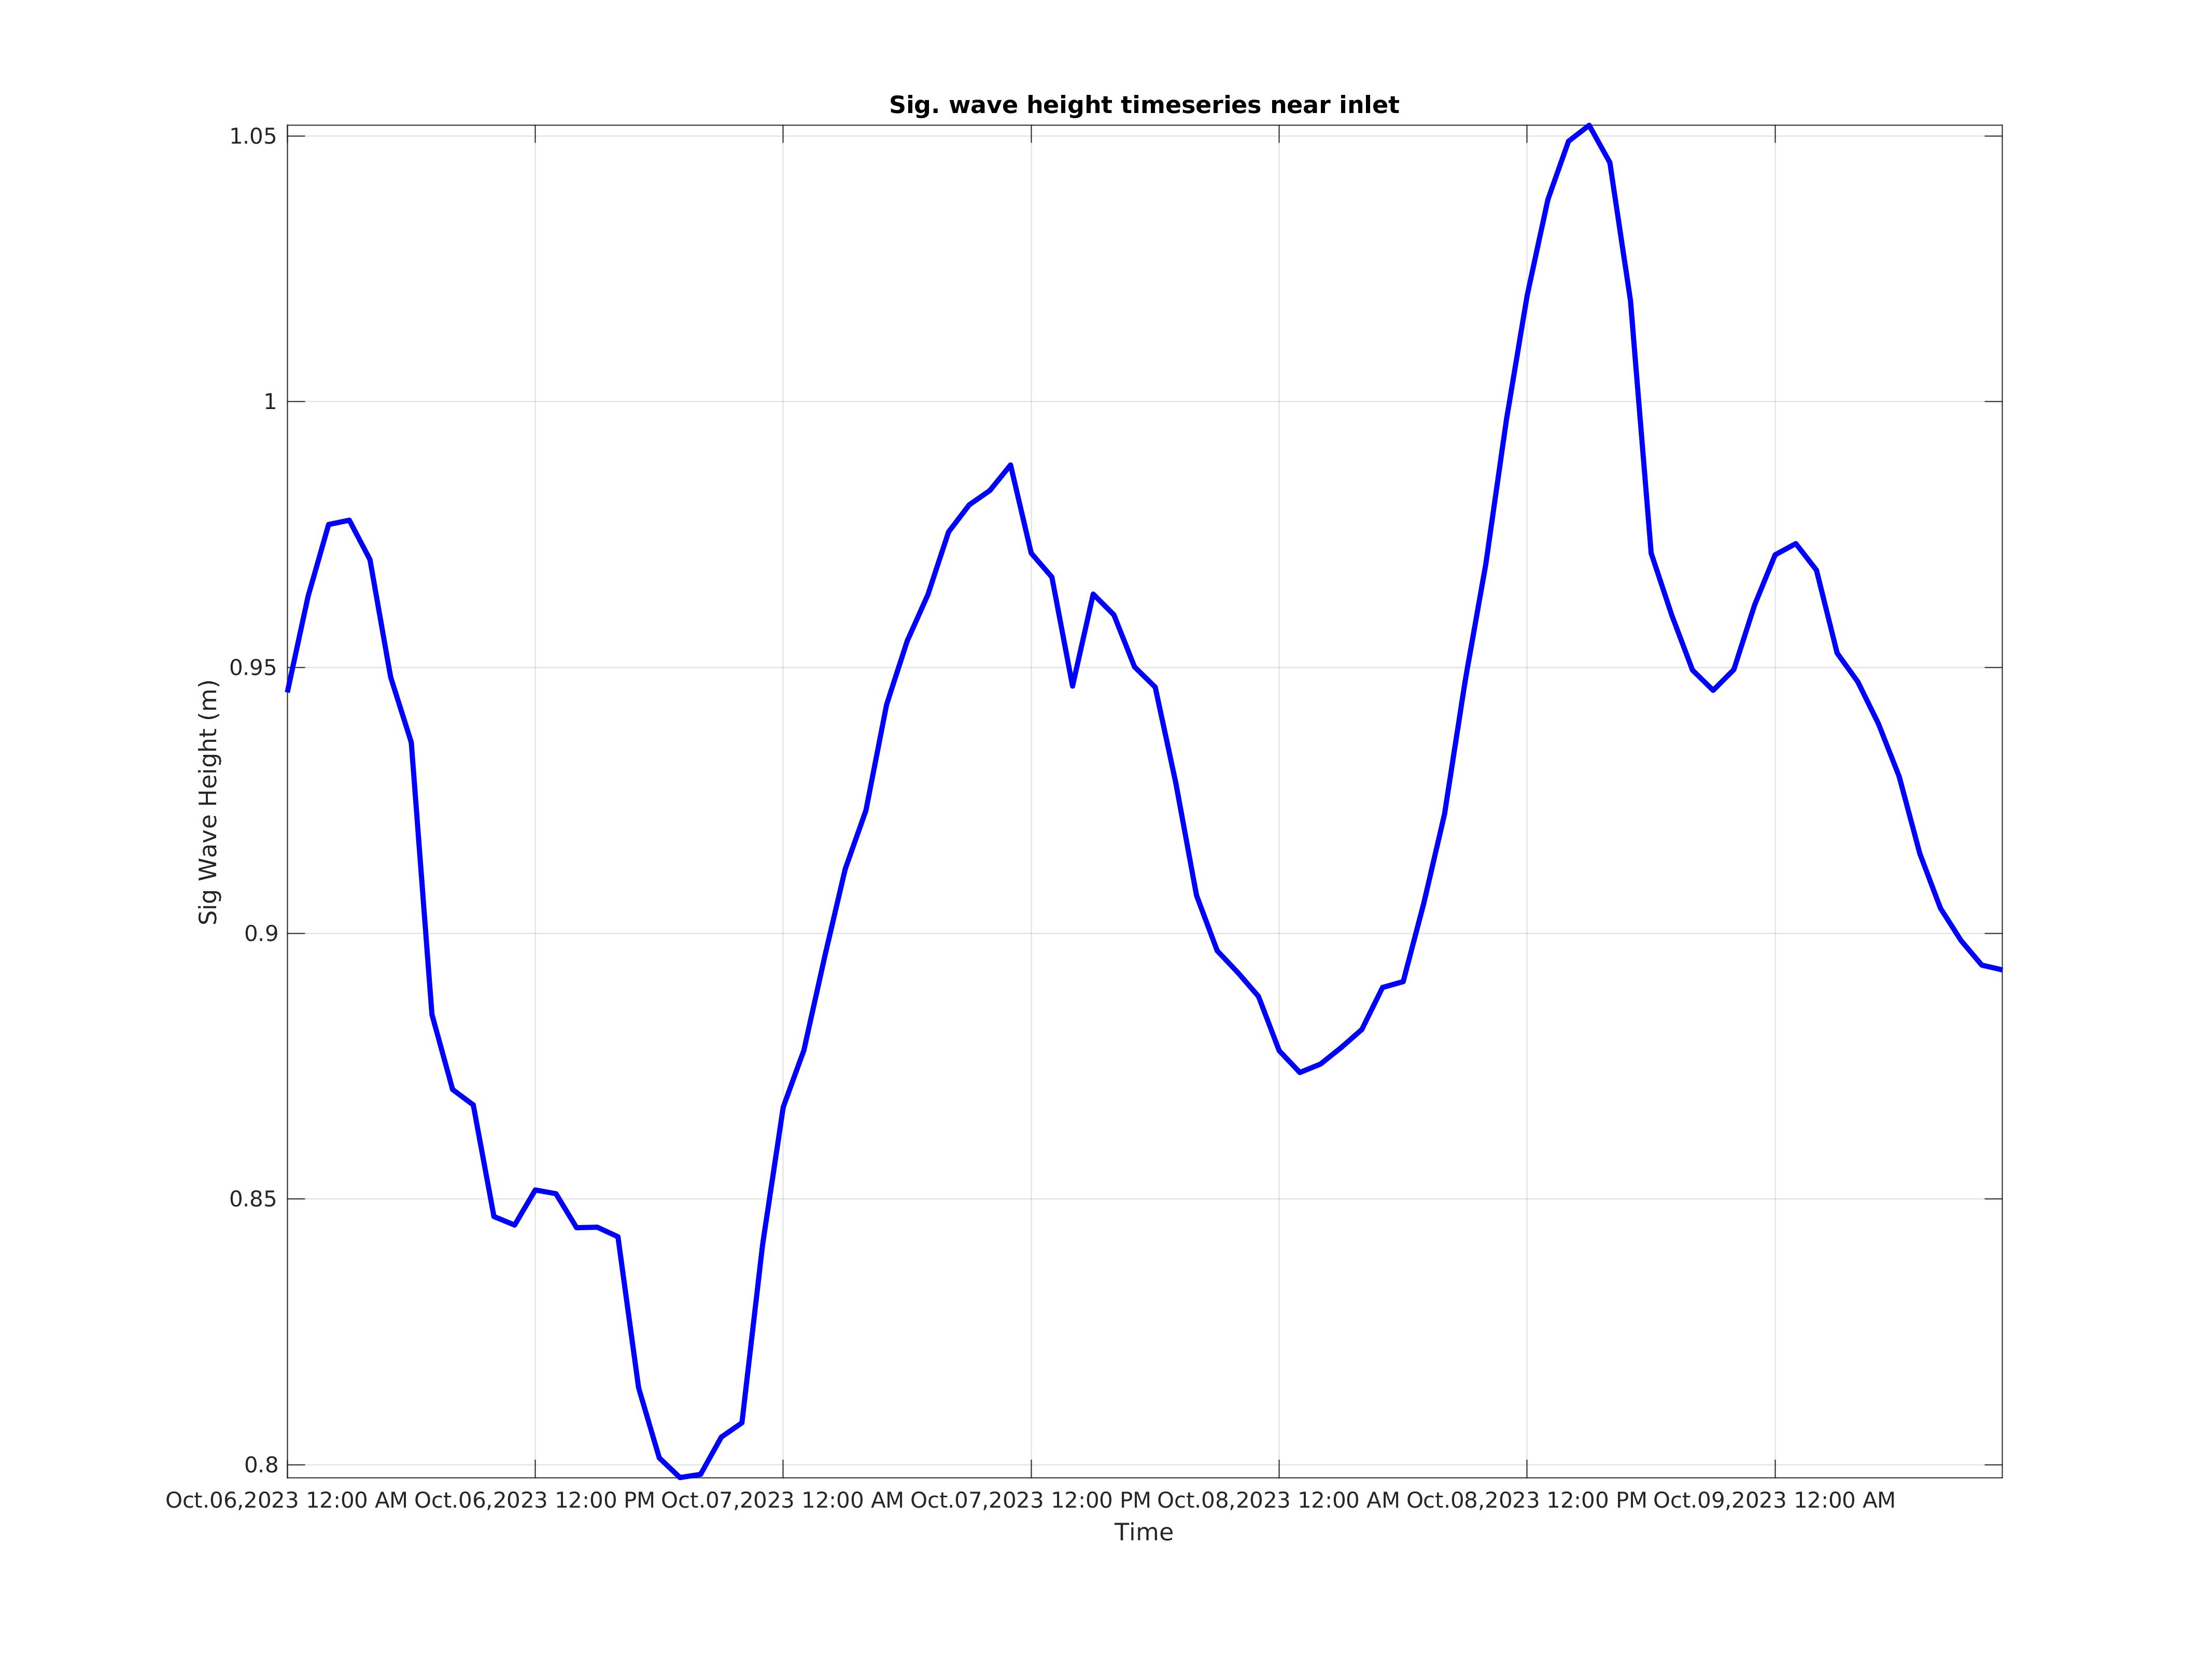 Sig. wave height timeseries near inlet
1.05
1
0.95
0.9
0.85
0.8
Sig Wave Height (m)
Oct.06,2023 12:00 AM Oct.06,2023 12:00 PM Oct.07,2023 12:00 AM Oct.07,2023 12:00 PM Oct.08,2023 12:00 AM Oct.08,2023 12:00 PM Oct.09,2023 12:00 AM
Time